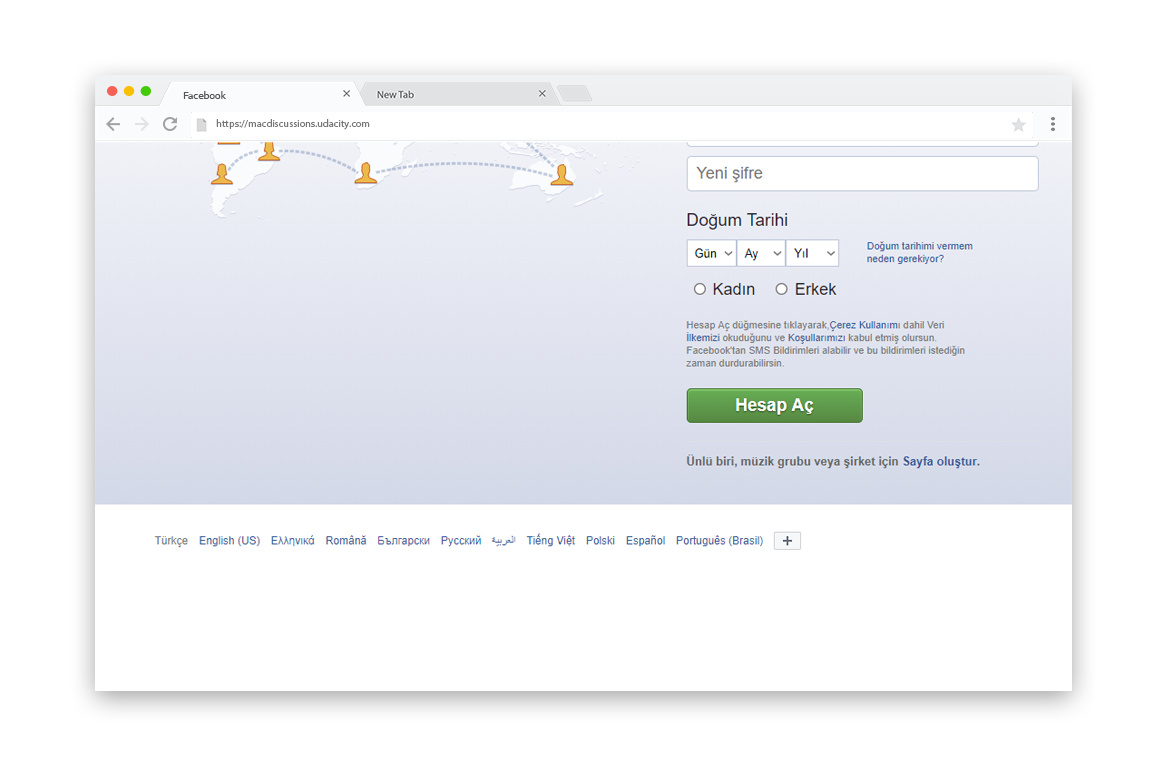 Facebook
New Tab
https://macdiscussions.udacity.com
Yeni şifre
Doğum Tarihi
Gün Ay Yıl
Doğum tarihimi vermem
neden gerekiyor?
Kadın Erkek
Hesap Aç düğmesine tıklayarak,Çerez Kullanımı dahil Veri
İlkemizi okuduğunu ve Koşullarımızı kabul etmiş olursun.
Facebook'tan SMS Bildirimleri alabilir ve bu bildirimleri istediğin
zaman durdurabilirsin.
Hesap Aç
Ünlü biri, müzik grubu veya şirket için Sayfa oluştur.
Türkçe English (US) Ελληνικά Română Български Русский العربية Tiếng Việt Polski Español Português (Brasil) +